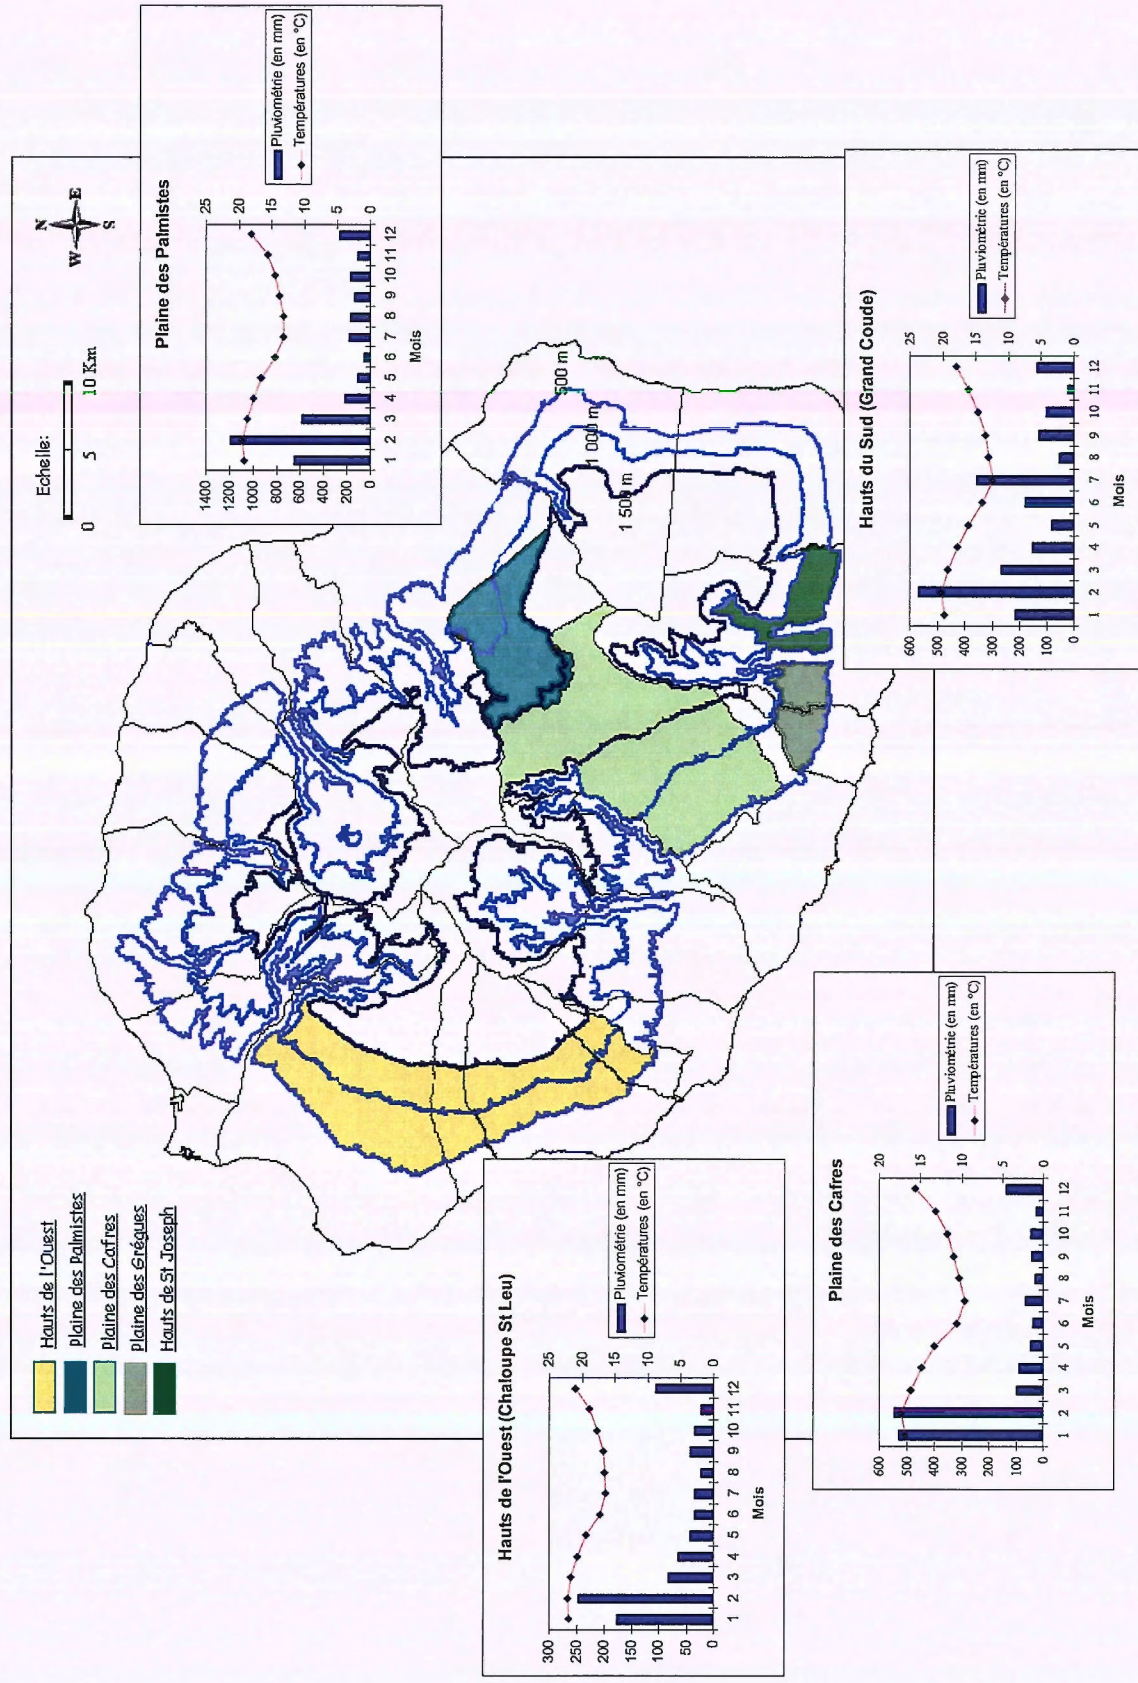 Hauts de l'Ouest
Plaine des Palmistes
Plaine des Cafres
Plaine des Grègues
Hauts de St Joseph
Echelle:
0 5 10 Km
N
W E
S
500 m
1 000 m
1 500 m
Plaine des Palmistes
Pluviométrie (en mm)
Températures (en °C)
1400
1200
1000
800
600
400
200
0
25
20
15
10
5
0
1 2 3 4 5 6 7 8 9 10 11 12
Mois
Hauts de l'Ouest (Chaloupe St Leu)
Pluviométrie (en mm)
Températures (en °C)
300
250
200
150
100
50
0
25
20
15
10
5
0
1 2 3 4 5 6 7 8 9 10 11 12
Mois
Plaine des Cafres
Pluviométrie (en mm)
Températures (en °C)
600
500
400
300
200
100
0
20
15
10
5
0
1 2 3 4 5 6 7 8 9 10 11 12
Mois
Hauts du Sud (Grand Coude)
Pluviométrie (en mm)
Températures (en °C)
600
500
400
300
200
100
0
25
20
15
10
5
0
1 2 3 4 5 6 7 8 9 10 11 12
Mois